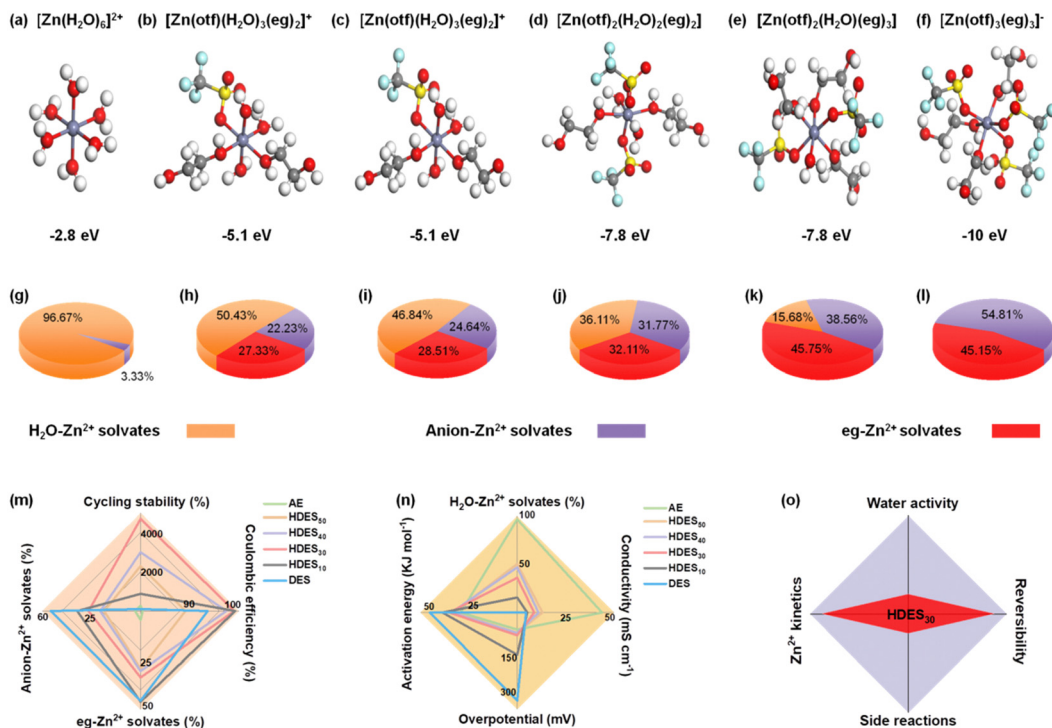 (a) [Zn(H₂O)₆]²⁺ (b) [Zn(otf)(H₂O)₃(eg)₂]⁺ (c) [Zn(otf)(H₂O)₃(eg)₂]⁺ (d) [Zn(otf)₂(H₂O)₂(eg)₂] (e) [Zn(otf)₂(H₂O)(eg)₃] (f) [Zn(otf)₃(eg)₃]⁻
-2.8 eV -5.1 eV -5.1 eV -7.8 eV -7.8 eV -10 eV
(g) (h) (i) (j) (k) (l)
96.67% 3.33%
50.43% 22.23% 27.33%
46.84% 24.64% 28.51%
36.11% 31.77% 32.11%
15.68% 38.56% 45.75%
54.81% 45.15%
H₂O-Zn²⁺ solvates Anion-Zn²⁺ solvates eg-Zn²⁺ solvates
(m) Cycling stability (%)
AE
HDES₅₀
HDES₄₀
HDES₃₀
HDES₁₀
DES
4000
2000
90 100
60 25
25
50
Anion-Zn²⁺ solvates (%)
Coulombic efficiency (%)
eg-Zn²⁺ solvates (%)
(n) H₂O-Zn²⁺ solvates (%)
AE
HDES₅₀
HDES₄₀
HDES₃₀
HDES₁₀
DES
100
50
50 25 25 50
150
300
Activation energy (KJ mol⁻¹)
Conductivity (mS cm⁻¹)
Overpotential (mV)
(o) Water activity
Zn²⁺ kinetics
HDES₃₀
Reversibility
Side reactions